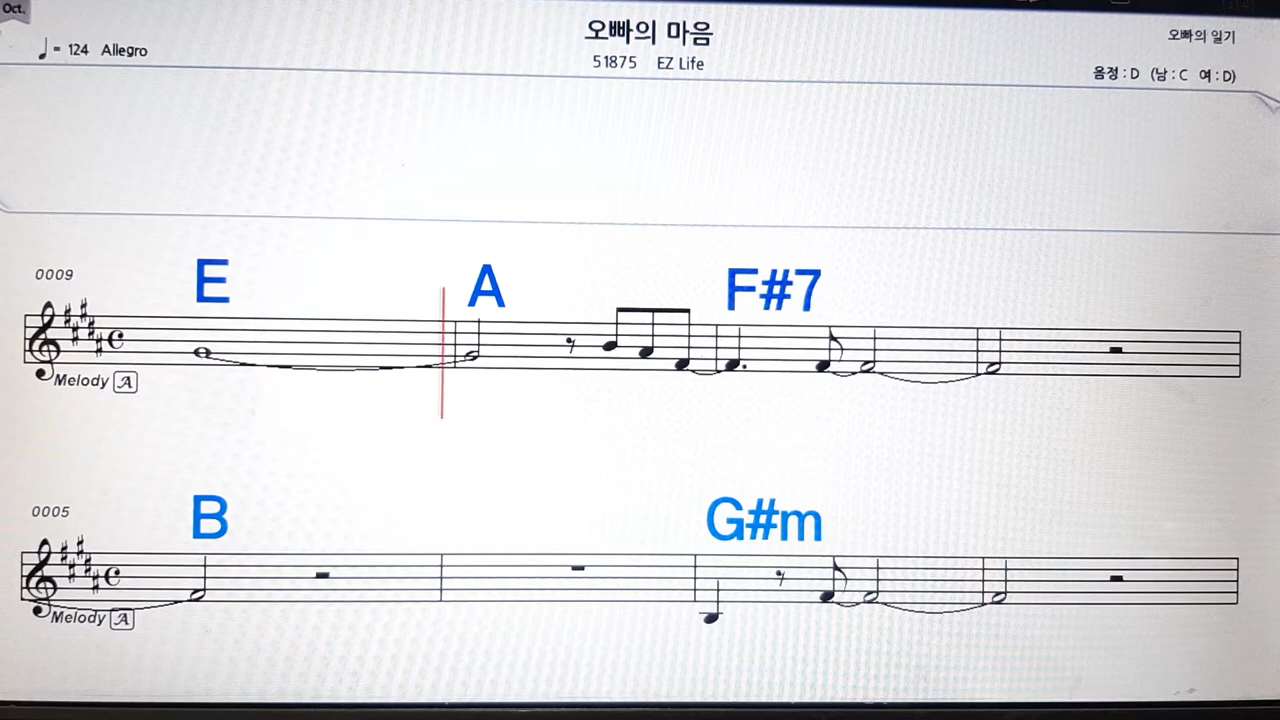 Oct.
오빠의 마음
♩ = 124 Allegro
51875 EZ Life
오빠의 일기
음정 : D (남 : C 여 : D)
0009
E A F#7
Melody A
0005
B G#m
Melody A